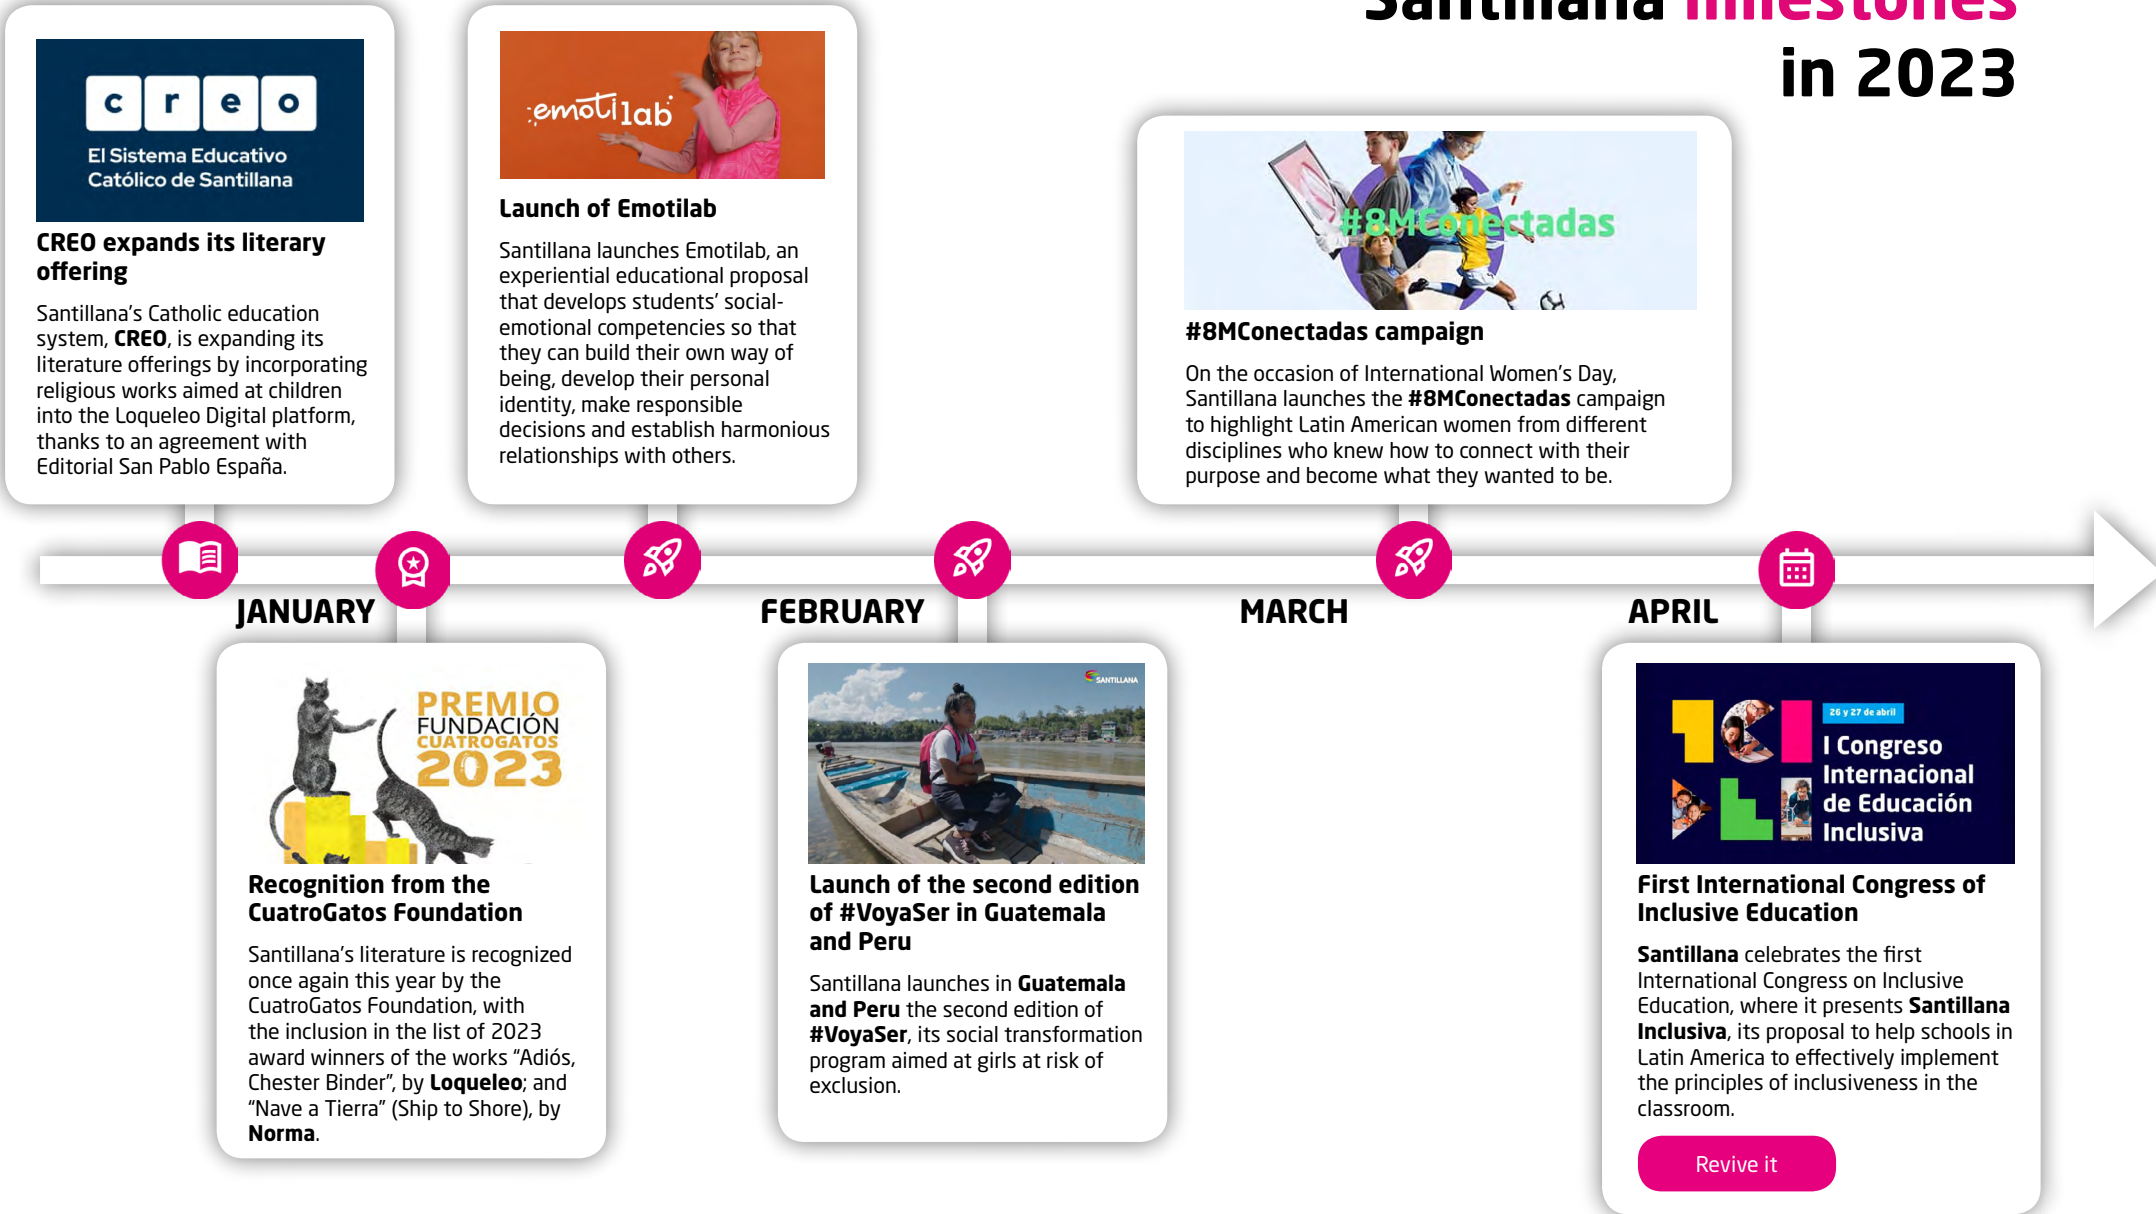 Santillana milestones
in 2023
c r e o
El Sistema Educativo
Católico de Santillana
CREO expands its literary
offering
Santillana's Catholic education
system, CREO, is expanding its
literature offerings by incorporating
religious works aimed at children
into the Loqueleo Digital platform,
thanks to an agreement with
Editorial San Pablo España.
emotilab
Launch of Emotilab
Santillana launches Emotilab, an
experiential educational proposal
that develops students' social-
emotional competencies so that
they can build their own way of
being, develop their personal
identity, make responsible
decisions and establish harmonious
relationships with others.
#8MConectadas
#8MConectadas campaign
On the occasion of International Women's Day,
Santillana launches the #8MConectadas campaign
to highlight Latin American women from different
disciplines who knew how to connect with their
purpose and become what they wanted to be.
JANUARY
FEBRUARY
MARCH
APRIL
PREMIO
FUNDACIÓN
CUATROGATOS
2023
Recognition from the
CuatroGatos Foundation
Santillana's literature is recognized
once again this year by the
CuatroGatos Foundation, with
the inclusion in the list of 2023
award winners of the works "Adiós,
Chester Binder", by Loqueleo; and
"Nave a Tierra" (Ship to Shore), by
Norma.
SANTILLANA
Launch of the second edition
of #VoyaSer in Guatemala
and Peru
Santillana launches in Guatemala
and Peru the second edition of
#VoyaSer, its social transformation
program aimed at girls at risk of
exclusion.
26 y 27 de abril
I Congreso
Internacional
de Educación
Inclusiva
First International Congress of
Inclusive Education
Santillana celebrates the first
International Congress on Inclusive
Education, where it presents Santillana
Inclusiva, its proposal to help schools in
Latin America to effectively implement
the principles of inclusiveness in the
classroom.
Revive it